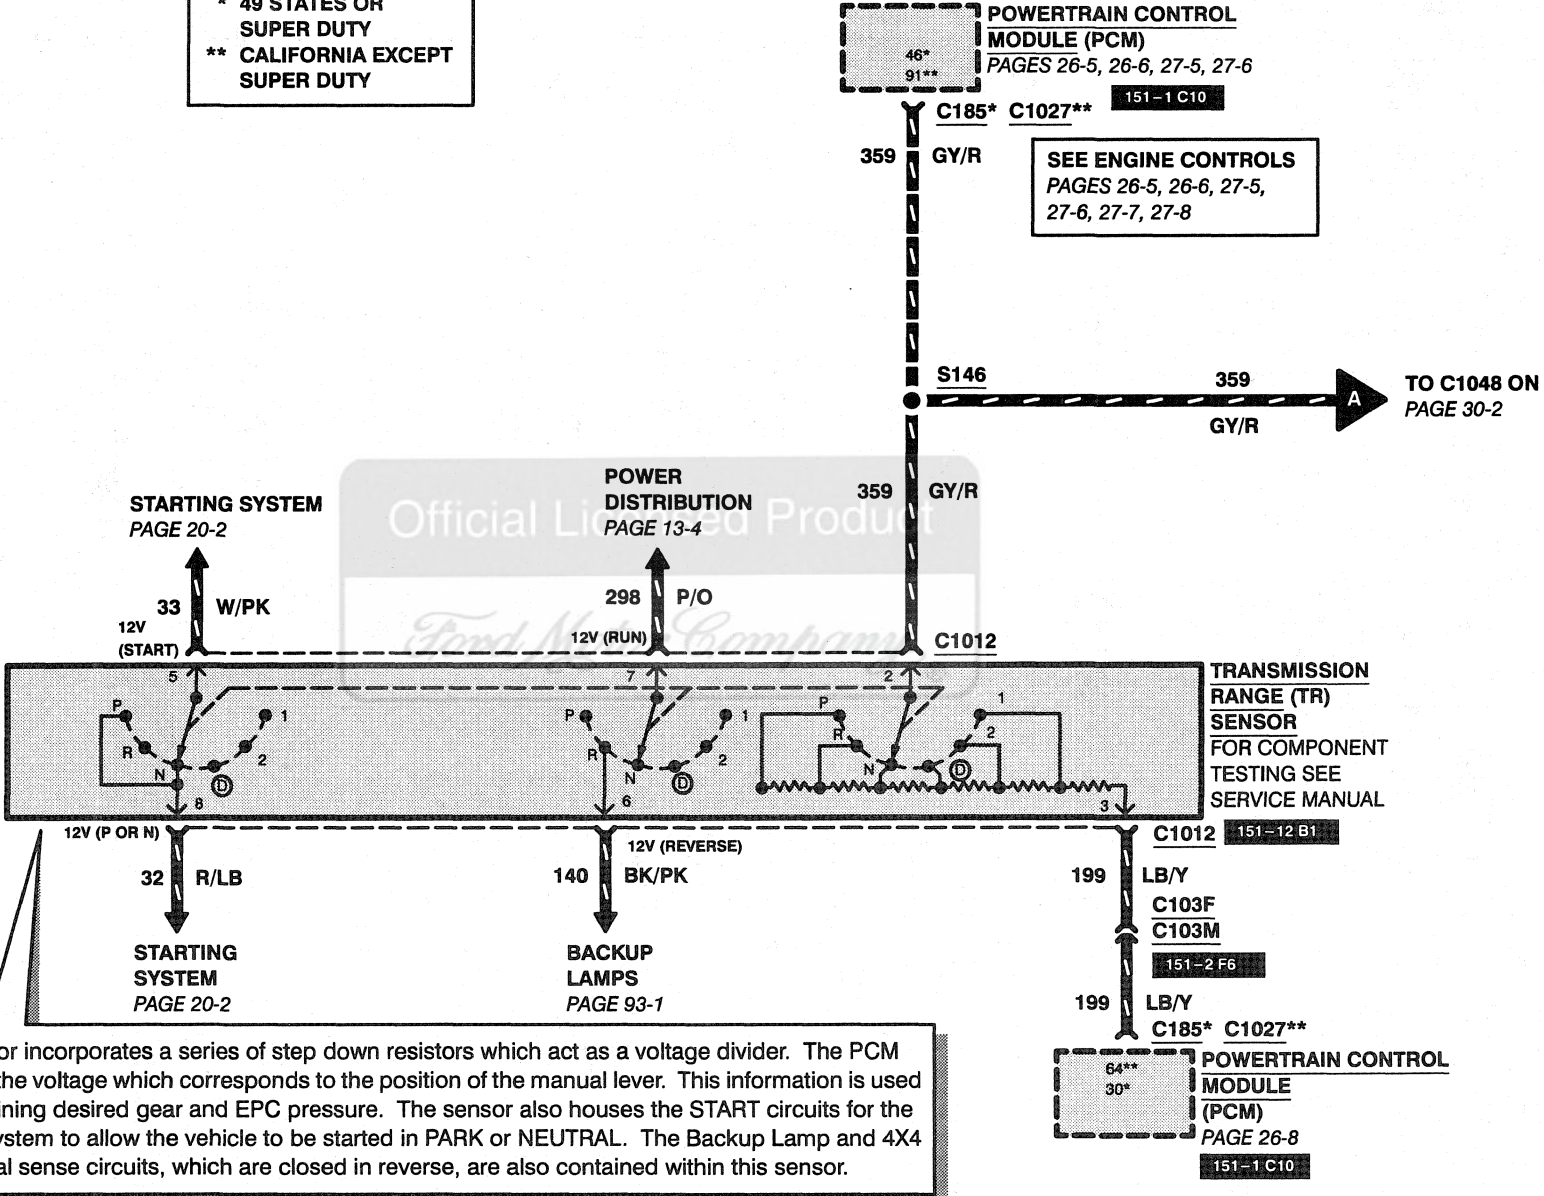 * 49 STATES OR
SUPER DUTY
** CALIFORNIA EXCEPT
SUPER DUTY
46*
91**
POWERTRAIN CONTROL
MODULE (PCM)
PAGES 26-5, 26-6, 27-5, 27-6
151-1 C10
C185* C1027**
359 GY/R
SEE ENGINE CONTROLS
PAGES 26-5, 26-6, 27-5,
27-6, 27-7, 27-8
S146
359
GY/R
A
TO C1048 ON
PAGE 30-2
359 GY/R
STARTING SYSTEM
PAGE 20-2
POWER
DISTRIBUTION
PAGE 13-4
Official Licensed Product
Ford Motor Company
33 W/PK
12V
(START)
298 P/O
12V (RUN)
C1012
5
7
2
P
R
N
D
2
1
8
P
R
N
D
2
1
6
P
R
N
D
2
1
3
TRANSMISSION
RANGE (TR)
SENSOR
FOR COMPONENT
TESTING SEE
SERVICE MANUAL
12V (P OR N)
12V (REVERSE)
C1012 151-12 B1
32 R/LB
140 BK/PK
199 LB/Y
C103F
C103M
151-2 F6
STARTING
SYSTEM
PAGE 20-2
BACKUP
LAMPS
PAGE 93-1
199 LB/Y
C185* C1027**
64**
30*
POWERTRAIN CONTROL
MODULE
(PCM)
PAGE 26-8
151-1 C10
or incorporates a series of step down resistors which act as a voltage divider. The PCM
the voltage which corresponds to the position of the manual lever. This information is used
ining desired gear and EPC pressure. The sensor also houses the START circuits for the
ystem to allow the vehicle to be started in PARK or NEUTRAL. The Backup Lamp and 4X4
al sense circuits, which are closed in reverse, are also contained within this sensor.